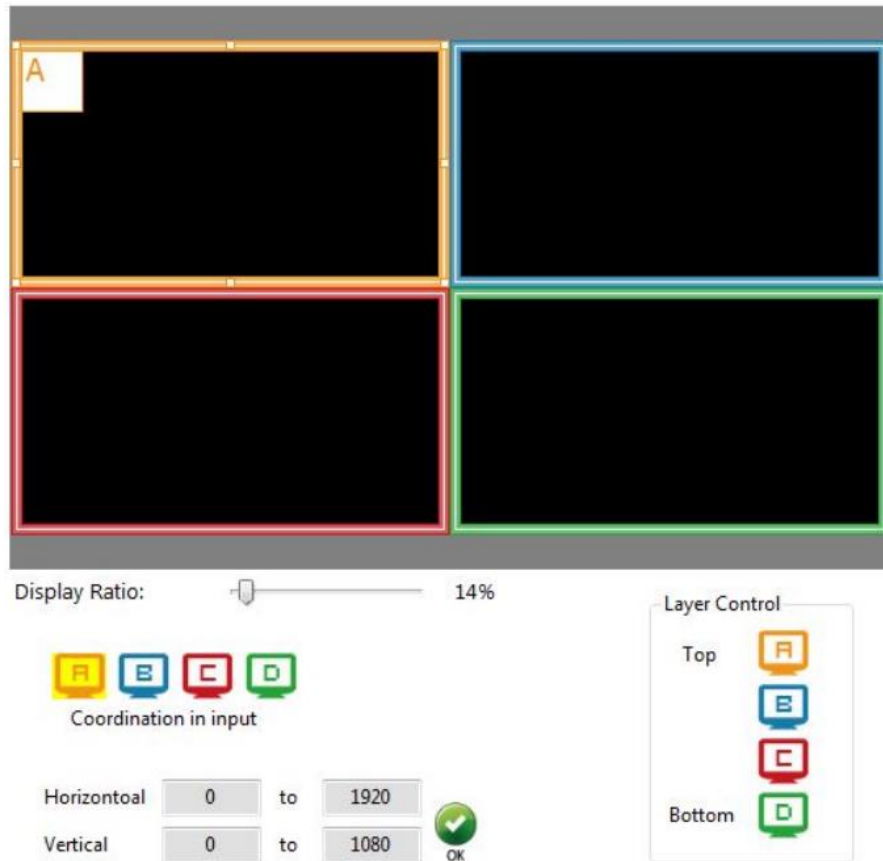 A
Display Ratio: 14%
Layer Control
Top A
A B C D
B
Coordination in input
C
Horizontoal 0 to 1920
Bottom D
Vertical 0 to 1080
OK